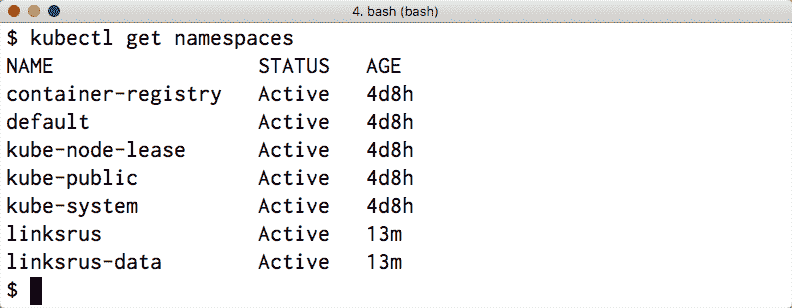 4. bash (bash)
$ kubectl get namespaces
NAME STATUS AGE
container-registry Active 4d8h
default Active 4d8h
kube-node-lease Active 4d8h
kube-public Active 4d8h
kube-system Active 4d8h
linksrus Active 13m
linksrus-data Active 13m
$